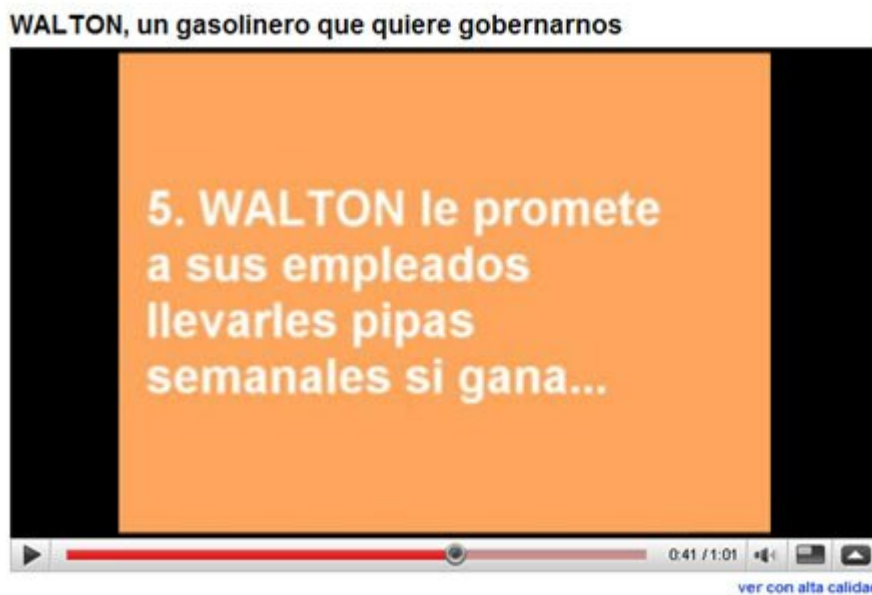 WALTON, un gasolinero que quiere gobernarnos
5. WALTON le promete
a sus empleados
llevarles pipas
semanales si gana...
0:41 / 1:01
ver con alta calidad